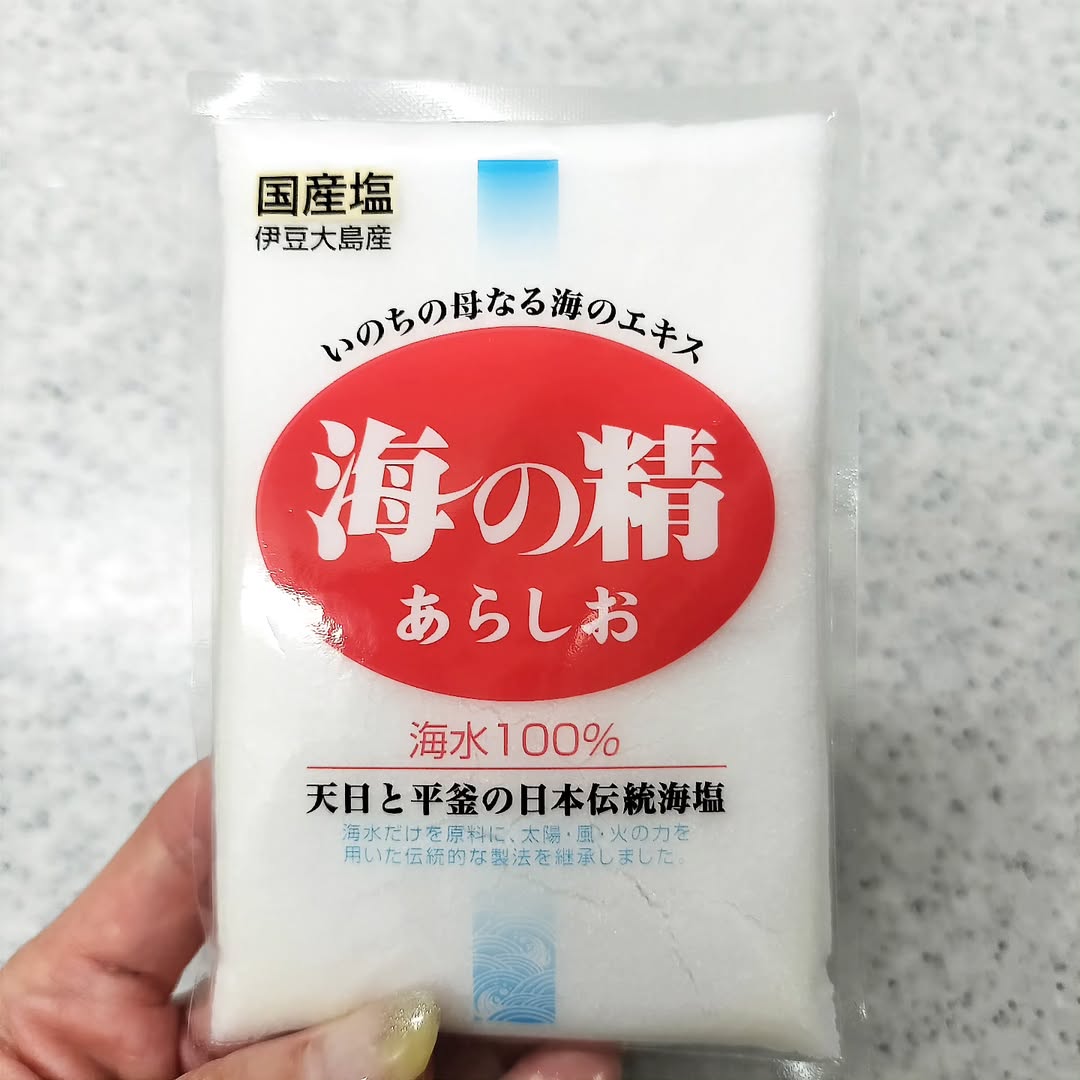 国産塩
伊豆大島産
いのちの母なる海のエキス
海の精
あらしお
海水100%
天日と平釜の日本伝統海塩
海水だけを原料に、太陽・風・火の力を
用いた伝統的な製法を継承しました。